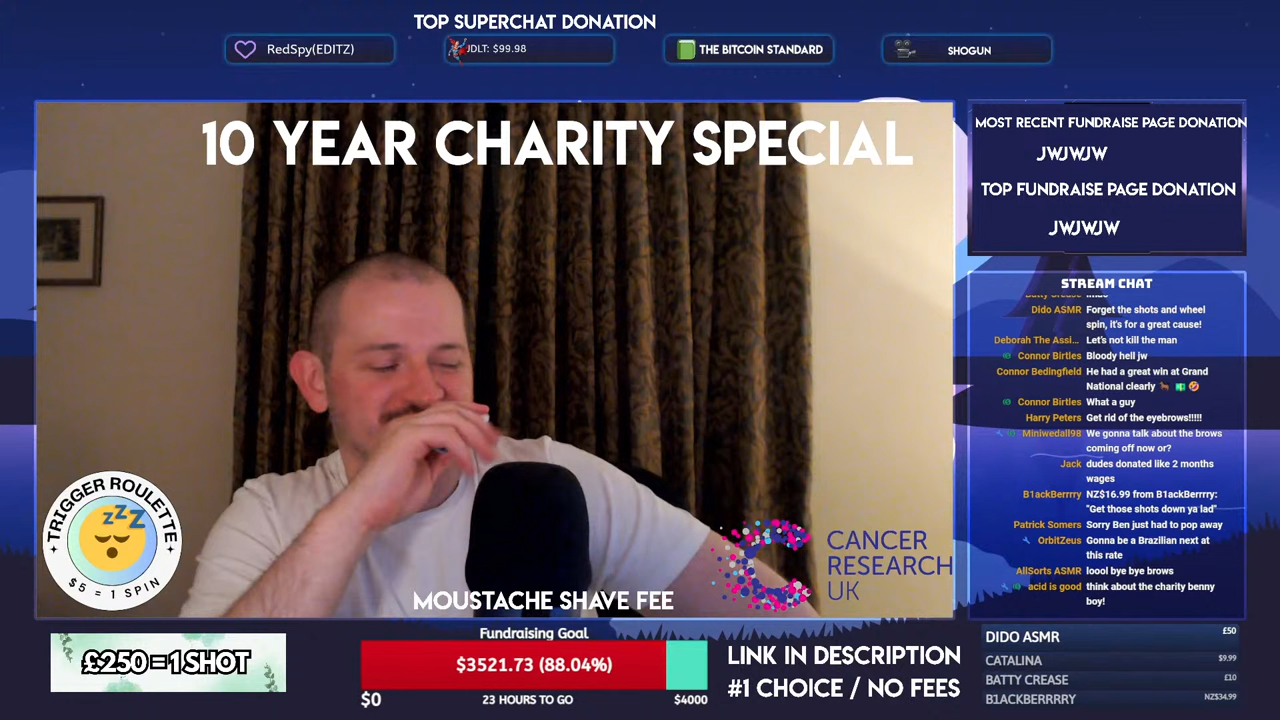 TOP SUPERCHAT DONATION
RedSpy(EDITZ)
JDLT: $99.98
THE BITCOIN STANDARD
SHOGUN
10 YEAR CHARITY SPECIAL
MOST RECENT FUNDRAISE PAGE DONATION
JWJWJW
TOP FUNDRAISE PAGE DONATION
JWJWJW
STREAM CHAT
Batty Crease lmao
Dido ASMR Forget the shots and wheel
spin, it's for a great cause!
Deborah The Assi... Let's not kill the man
Connor Birtles Bloody hell jw
Connor Bedingfield He had a great win at Grand
National clearly 🐎 💵 🤣
Connor Birtles What a guy
Harry Peters Get rid of the eyebrows!!!!!
Miniwedall98 We gonna talk about the brows
coming off now or?
Jack dudes donated like 2 months
wages
B1ackBerrrry NZ$16.99 from B1ackBerrrry:
"Get those shots down ya lad"
Patrick Somers Sorry Ben just had to pop away
OrbitZeus Gonna be a Brazilian next at
this rate
AllSorts ASMR loool bye bye brows
acid is good think about the charity benny
boy!
TRIGGER ROULETTE
zzz
$5 = 1 SPIN
CANCER
RESEARCH
UK
MOUSTACHE SHAVE FEE
£250 = 1 SHOT
Fundraising Goal
$3521.73 (88.04%)
$0
23 HOURS TO GO
$4000
LINK IN DESCRIPTION
#1 CHOICE / NO FEES
DIDO ASMR £50
CATALINA $9.99
BATTY CREASE £10
B1ACKBERRRRY NZ$34.99